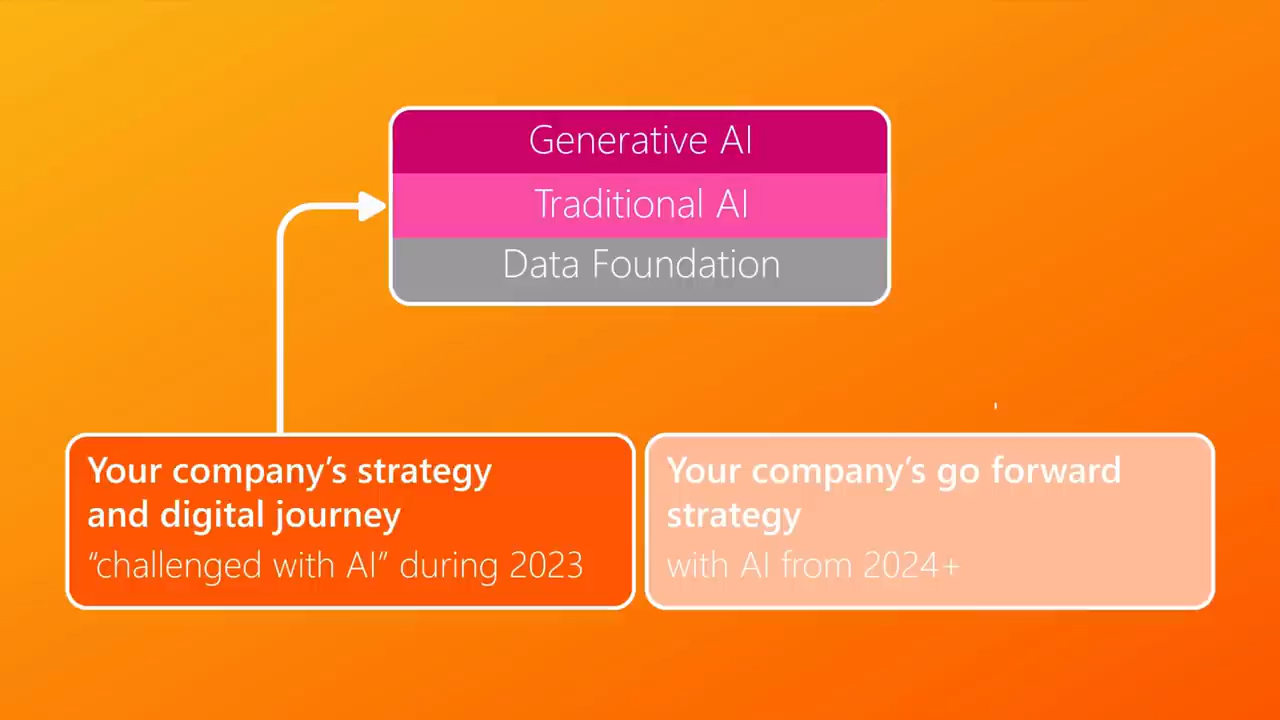 Generative AI
Traditional AI
Data Foundation
Your company’s strategy
and digital journey
“challenged with AI” during 2023
Your company’s go forward
strategy
with AI from 2024+